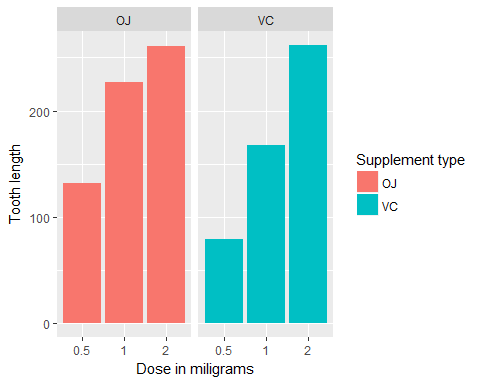 OJ VC
Tooth length
200
100
0
0.5 1 2 0.5 1 2
Dose in miligrams
Supplement type
OJ
VC